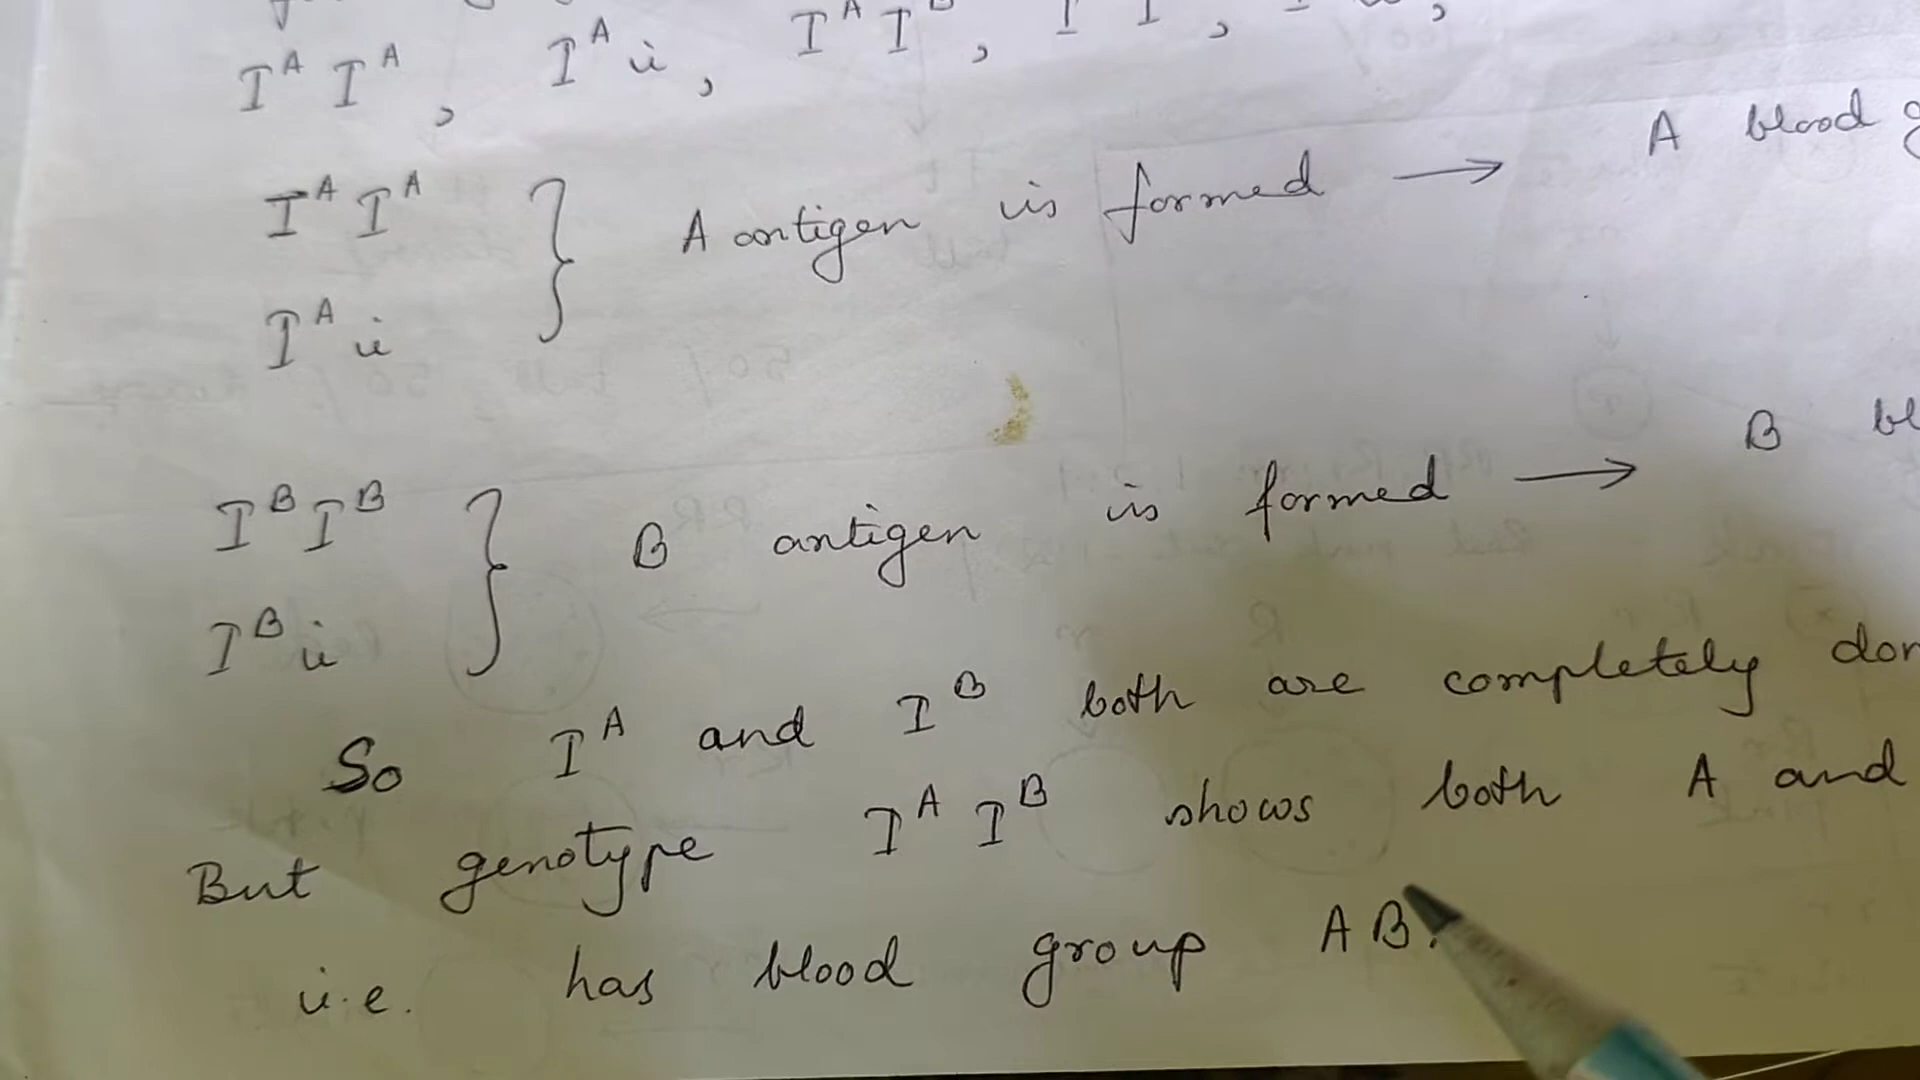 I^A I^A , I^A i , I^A I^B ,
I^A I^A } A antigen is formed → A blood
I^A i
I^B I^B } B antigen is formed → B
I^B i
So I^A and I^B both are completely
But genotype I^A I^B shows both A and
i.e. has blood group AB.